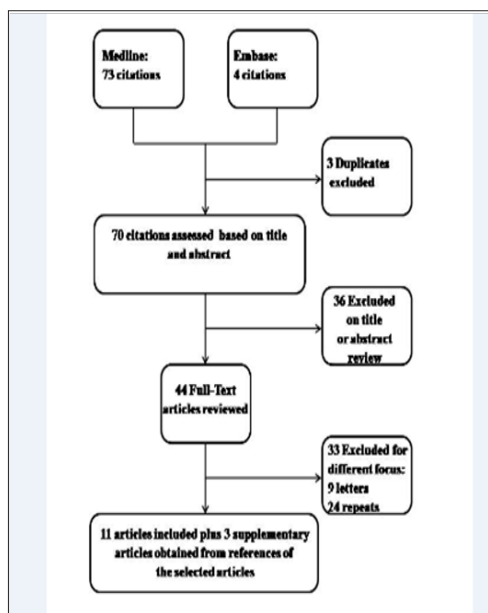 Medline:
73 citations
Embase:
4 citations
3 Duplicates
excluded
70 citations assessed based on title
and abstract
36 Excluded
on title
or abstract
review
44 Full-Text
articles reviewed
33 Excluded for
different focus:
9 letters
24 repeats
11 articles included plus 3 supplementary
articles obtained from references of
the selected articles